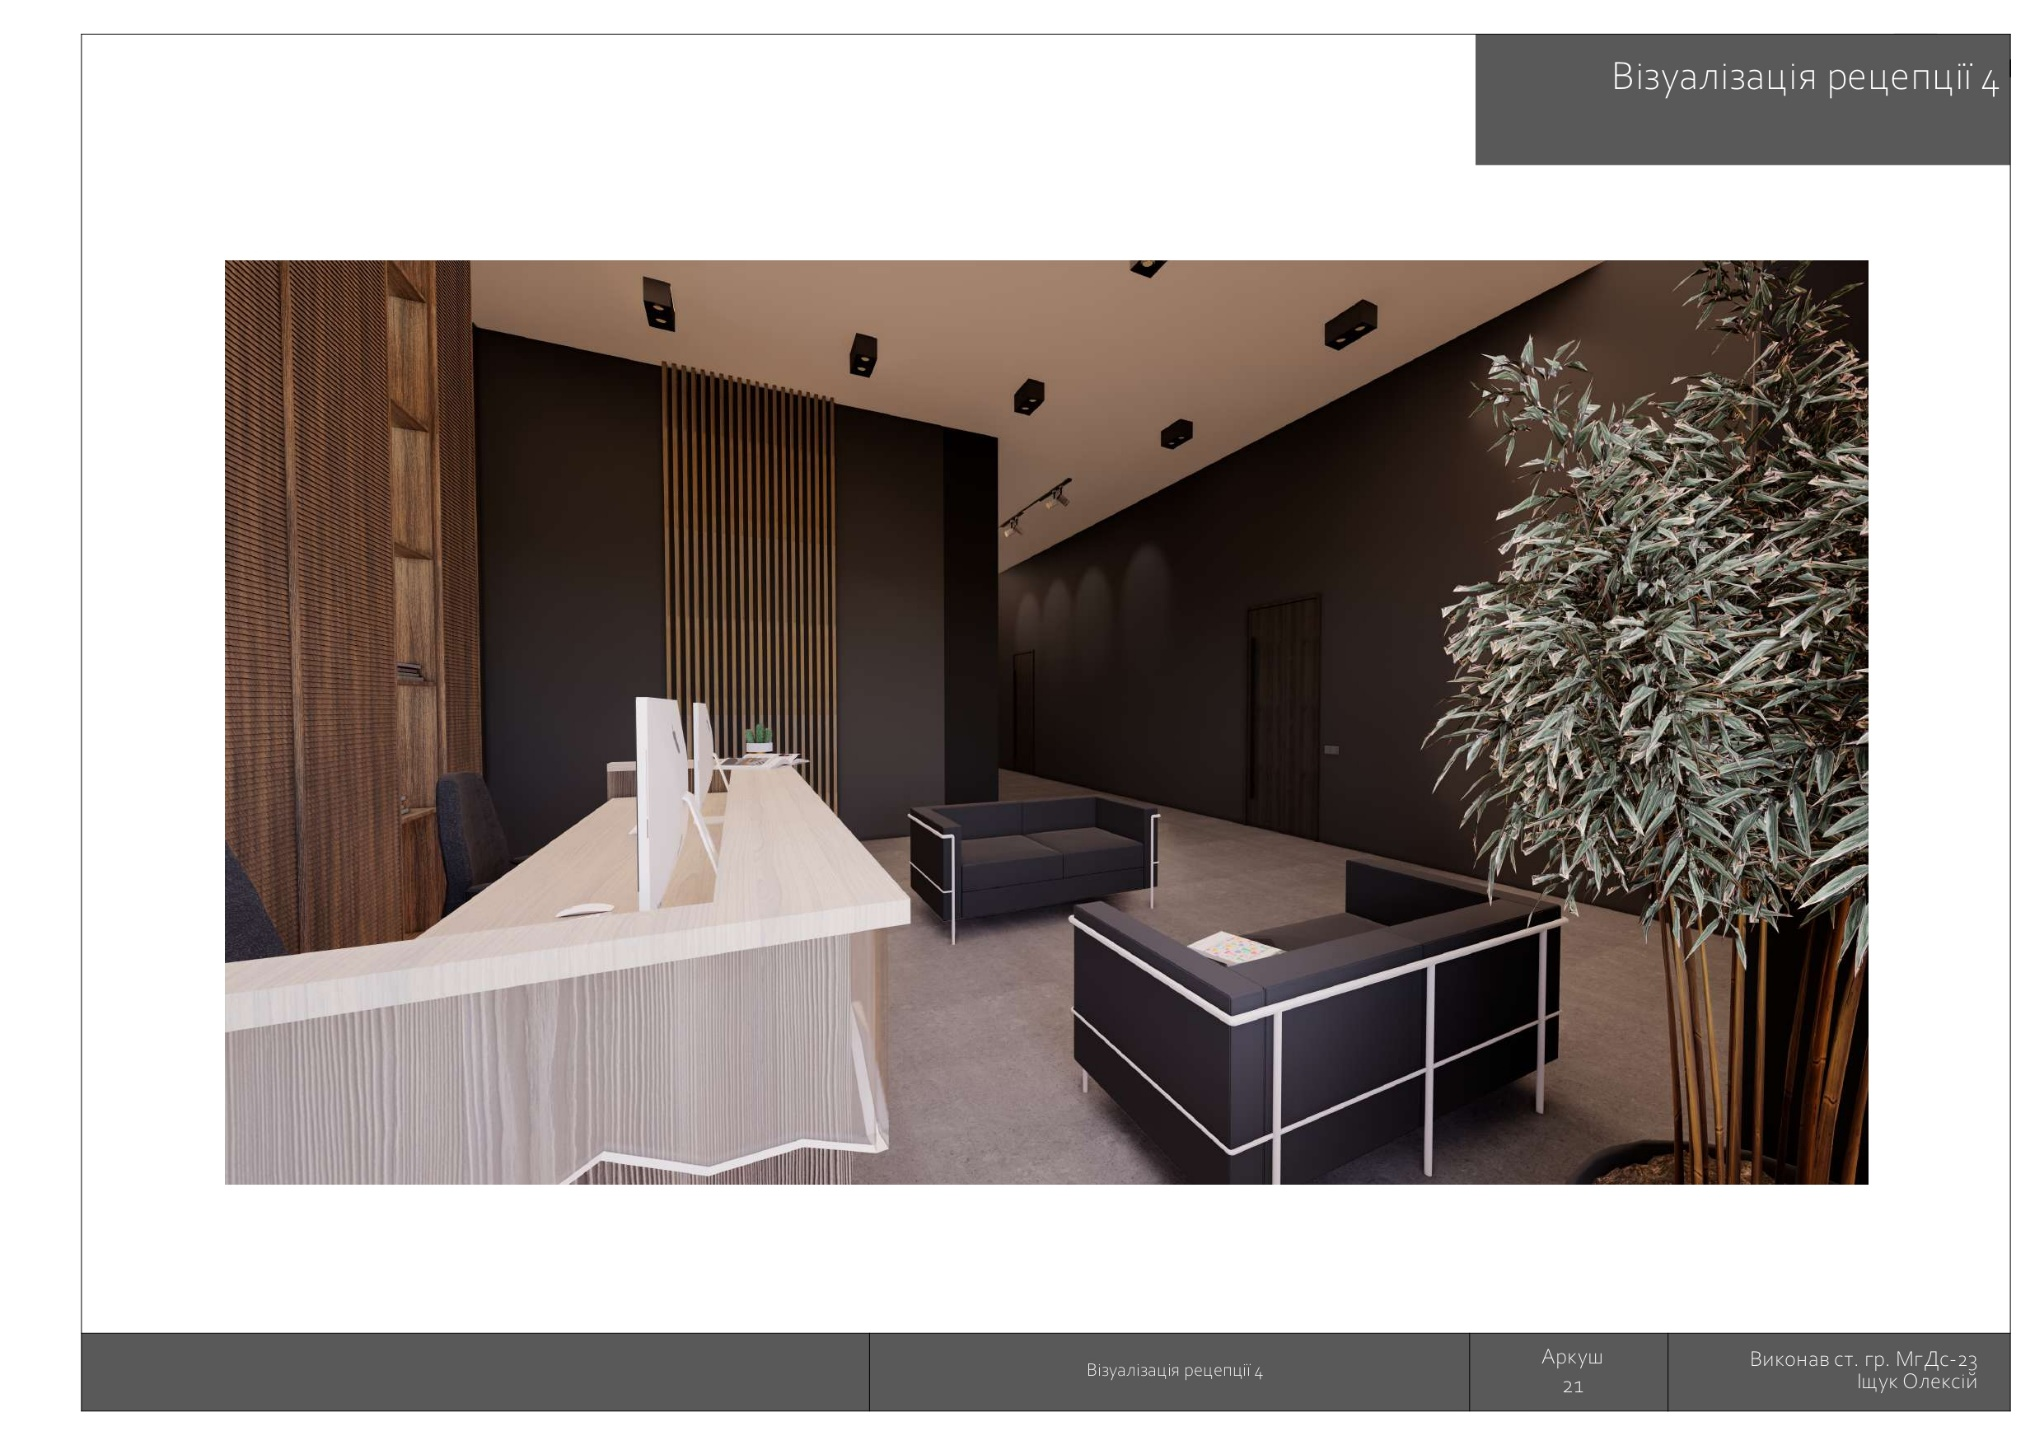 Візуалізація рецепції 4
Візуалізація рецепції 4
Аркуш
21
Виконав ст. гр. МгДс-23
Іщук Олексій